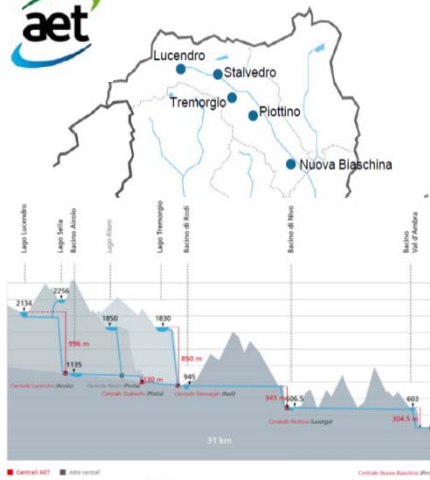 aet
Lucendro
Stalvedro
Tremorgio
Piottino
Nuova Biaschina
Lago Lucendro
Lago Sella
Bacino Airolo
Lago Ritom
Lago Tremorgio
Bacino di Rodi
Bacino di Nivo
Bacino
Val d'Ambra
2134
2256
1850
1830
996 m
850 m
1135
945
341 m
606.5
603
304.5 m
31 km
Centrali AET
Altre centrali